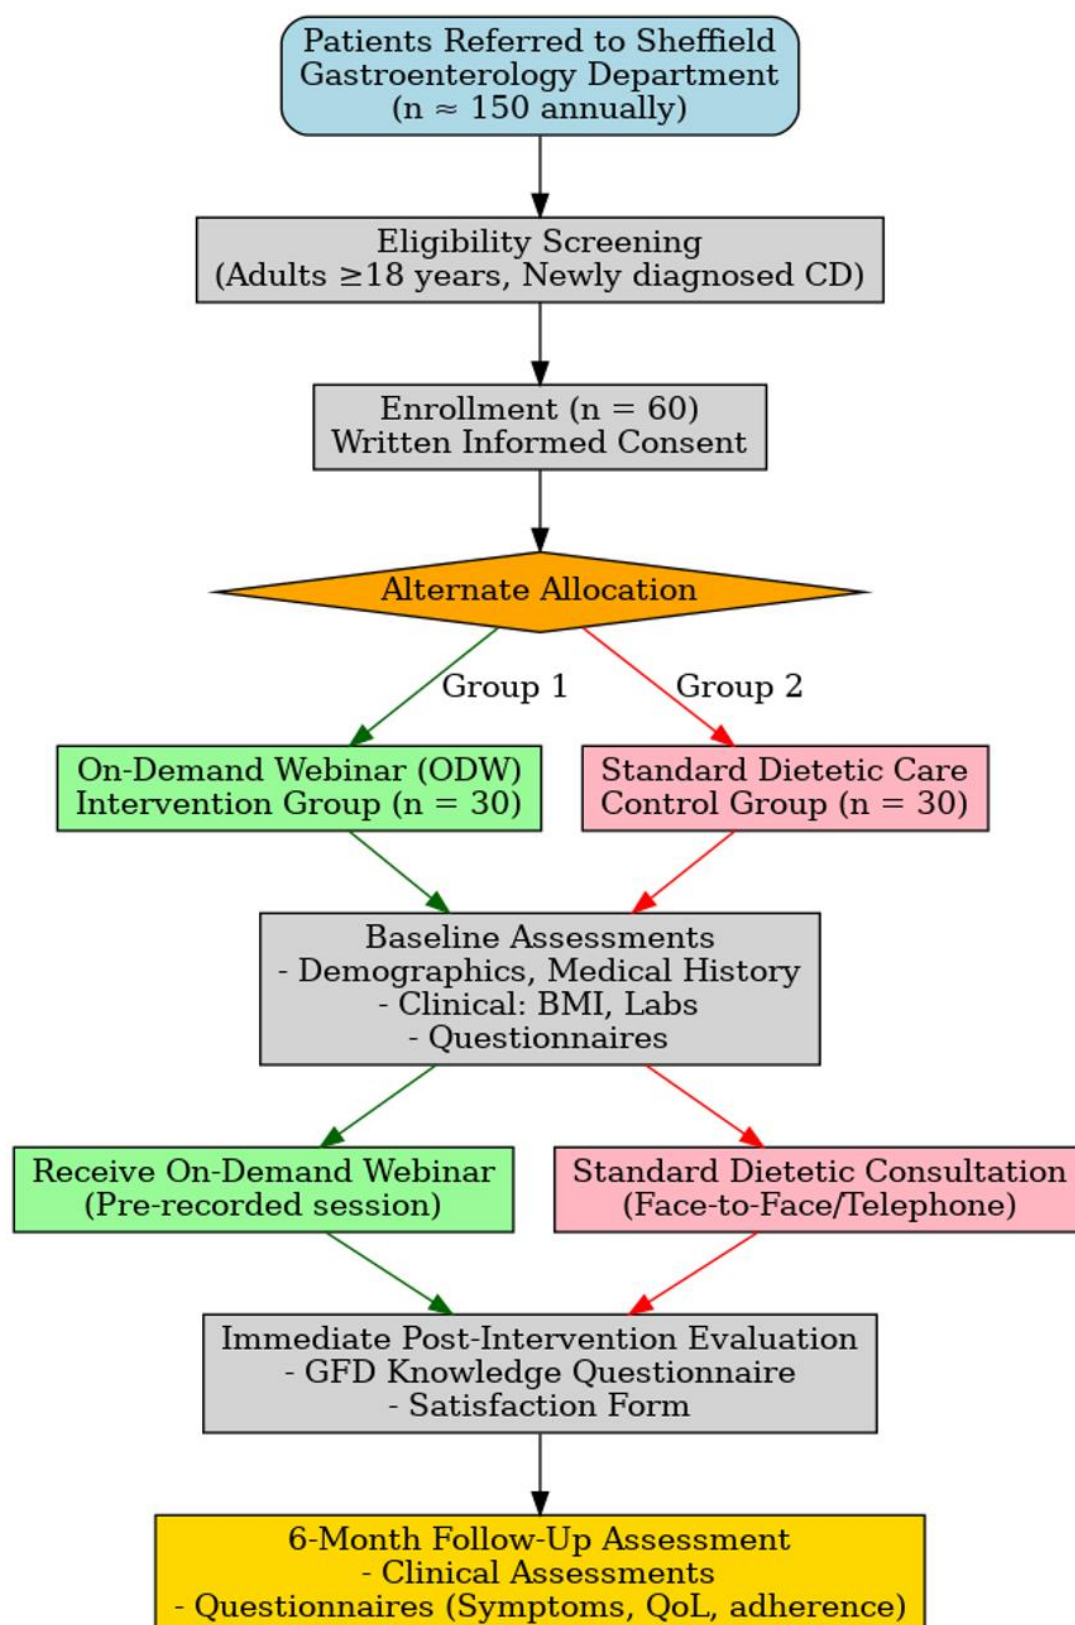 Patients Referred to Sheffield
Gastroenterology Department
(n ≈ 150 annually)
Eligibility Screening
(Adults ≥18 years, Newly diagnosed CD)
Enrollment (n = 60)
Written Informed Consent
Alternate Allocation
Group 1
Group 2
On-Demand Webinar (ODW)
Intervention Group (n = 30)
Standard Dietetic Care
Control Group (n = 30)
Baseline Assessments
- Demographics, Medical History
- Clinical: BMI, Labs
- Questionnaires
Receive On-Demand Webinar
(Pre-recorded session)
Standard Dietetic Consultation
(Face-to-Face/Telephone)
Immediate Post-Intervention Evaluation
- GFD Knowledge Questionnaire
- Satisfaction Form
6-Month Follow-Up Assessment
- Clinical Assessments
- Questionnaires (Symptoms, QoL, adherence)